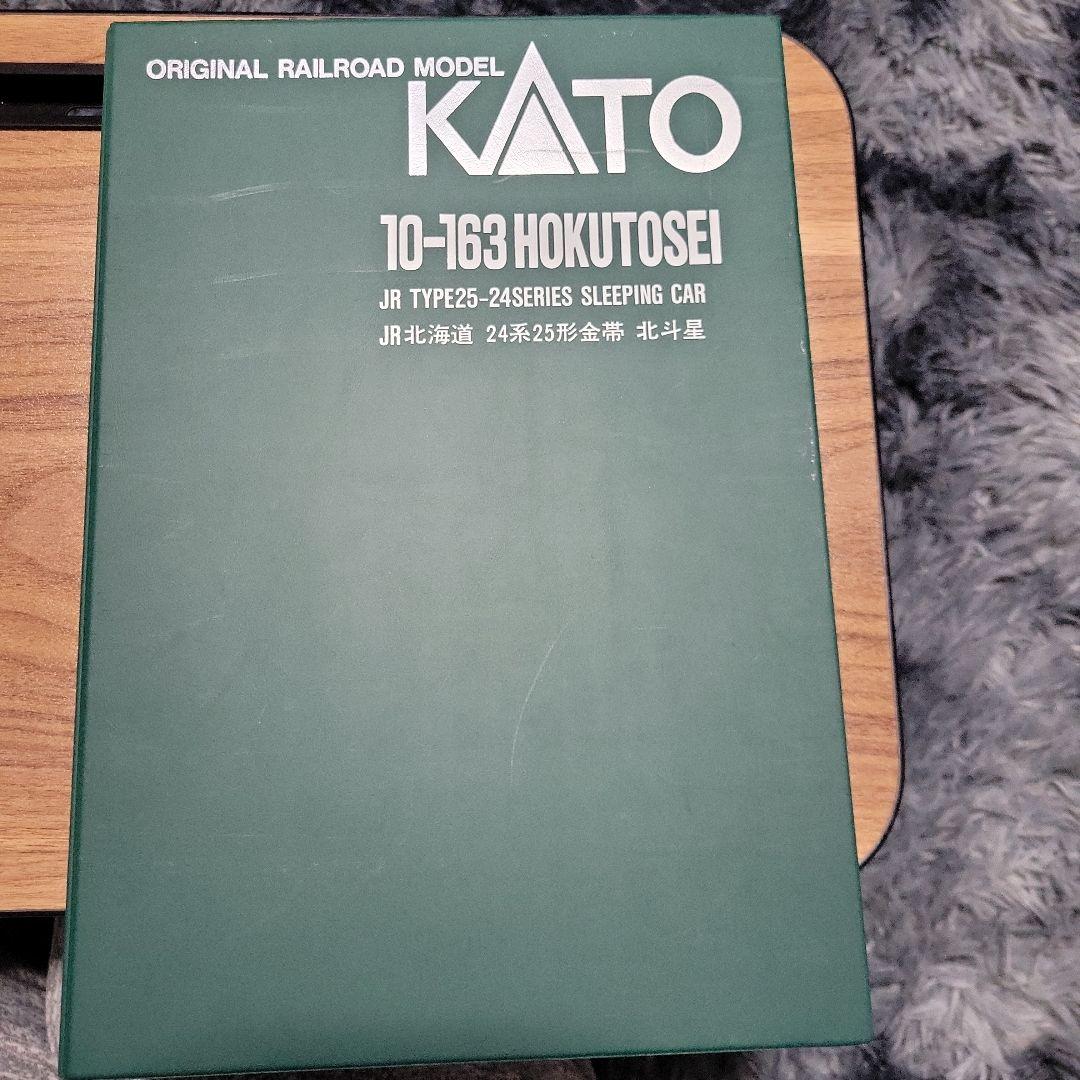 ORIGINAL RAILROAD MODEL
KATO
10-163 HOKUTOSEI
JR TYPE25-24SERIES SLEEPING CAR
JR北海道 24系25形金帯 北斗星